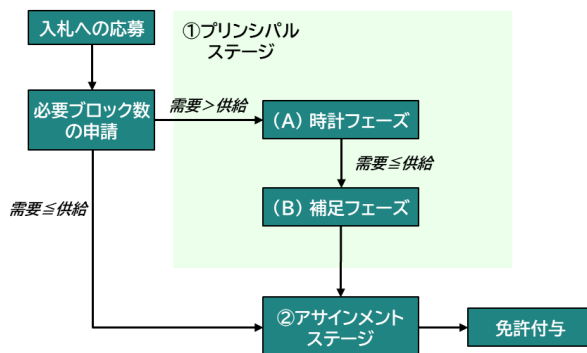 入札への応募
①プリンシパル
ステージ
必要ブロック数
の申請
需要>供給
(A) 時計フェーズ
需要≦供給
需要≦供給
(B) 補足フェーズ
②アサインメント
ステージ
免許付与